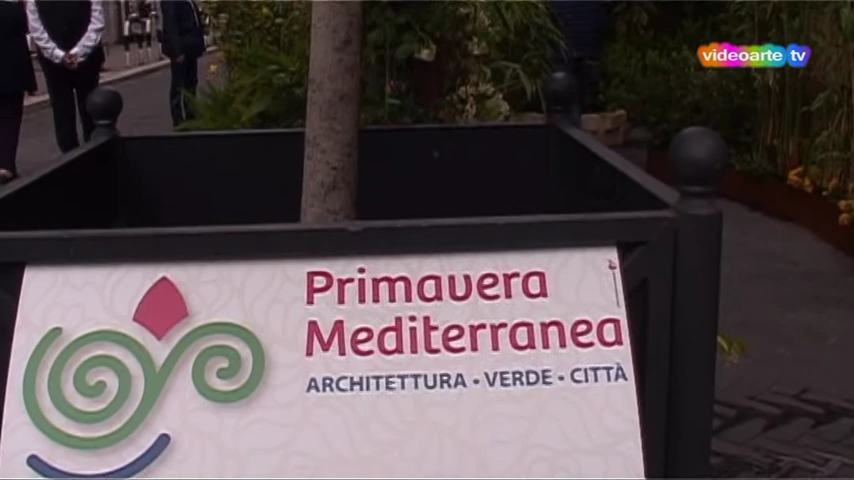 videoarte tv
Primavera
Mediterranea
ARCHITETTURA • VERDE • CITTÀ